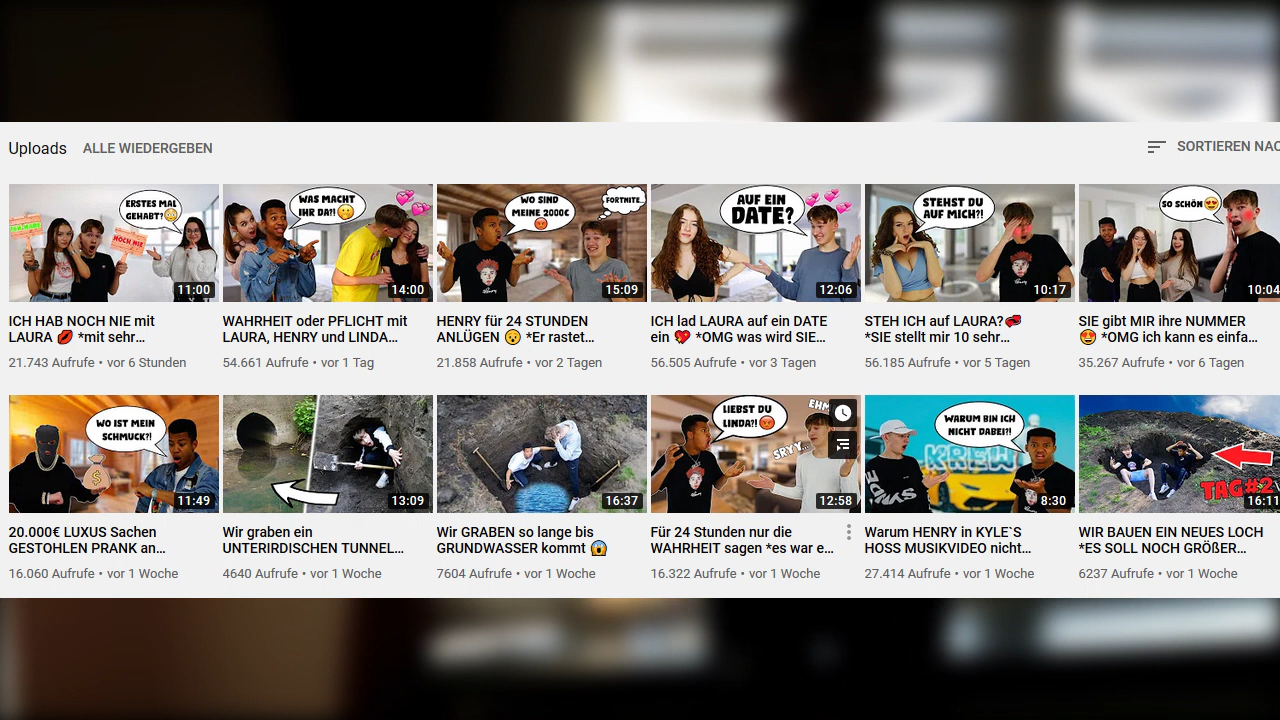 Uploads ALLE WIEDERGEBEN SORTIEREN NAC
ERSTES MAL
GEHABT?😳
NOCH NIE
11:00
WAS MACHT
IHR DA?!🤨
14:00
WO SIND
MEINE 2000€
😡
FORTNITE..
15:09
AUF EIN
DATE?
12:06
STEHST DU
AUF MICH?!
10:17
SO SCHÖN😍
10:04
ICH HAB NOCH NIE mit
LAURA 💋 *mit sehr…
21.743 Aufrufe • vor 6 Stunden
WAHRHEIT oder PFLICHT mit
LAURA, HENRY und LINDA…
54.661 Aufrufe • vor 1 Tag
HENRY für 24 STUNDEN
ANLÜGEN 😯 *Er rastet…
21.858 Aufrufe • vor 2 Tagen
ICH lad LAURA auf ein DATE
ein 💖 *OMG was wird SIE…
56.505 Aufrufe • vor 3 Tagen
STEH ICH auf LAURA?💞
*SIE stellt mir 10 sehr…
56.185 Aufrufe • vor 5 Tagen
SIE gibt MIR ihre NUMMER
🤩 *OMG ich kann es einfa…
35.267 Aufrufe • vor 6 Tagen
WO IST MEIN
SCHMUCK?!
11:49
13:09
16:37
LIEBST DU
LINDA?!😡
EHM
SRYY...
12:58
WARUM BIN ICH
NICHT DABEI?!
KREW
8:30
TAG#2
16:11
20.000€ LUXUS Sachen
GESTOHLEN PRANK an…
16.060 Aufrufe • vor 1 Woche
Wir graben ein
UNTERIRDISCHEN TUNNEL…
4640 Aufrufe • vor 1 Woche
Wir GRABEN so lange bis
GRUNDWASSER kommt 😱
7604 Aufrufe • vor 1 Woche
Für 24 Stunden nur die
WAHRHEIT sagen *es war e…
16.322 Aufrufe • vor 1 Woche
Warum HENRY in KYLE`S
HOSS MUSIKVIDEO nicht…
27.414 Aufrufe • vor 1 Woche
WIR BAUEN EIN NEUES LOCH
*ES SOLL NOCH GRÖßER…
6237 Aufrufe • vor 1 Woche